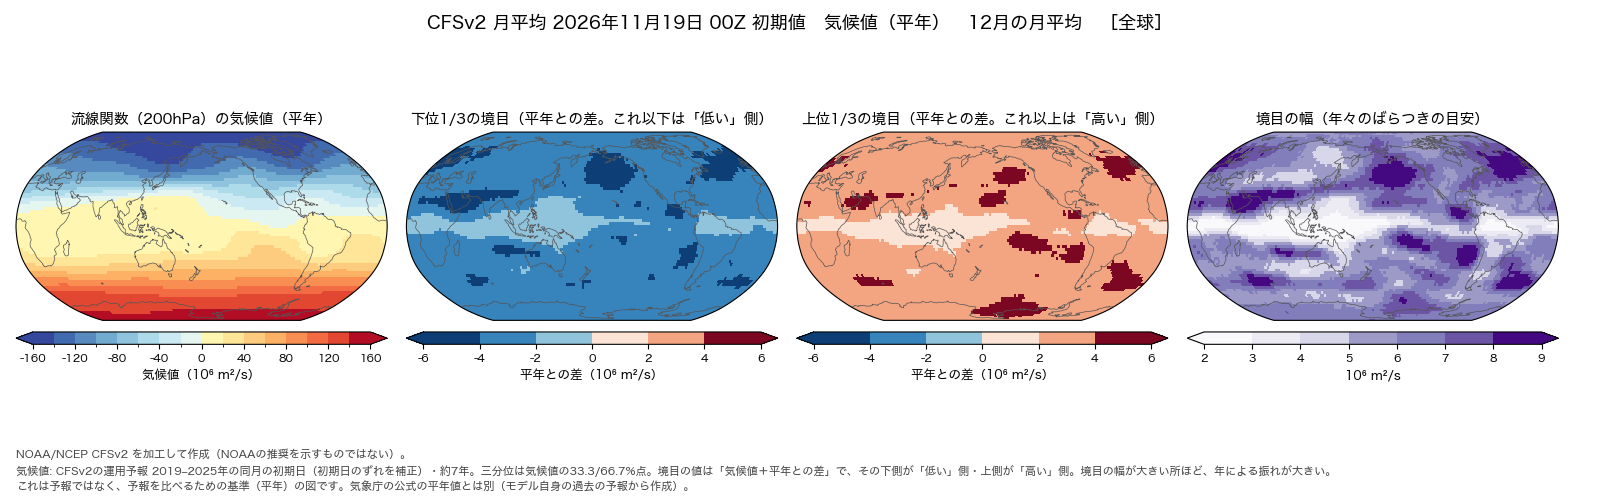 CFSv2 月平均 2026年11月19日 00Z 初期値　気候値（平年）　12月の月平均　［全球］
流線関数（200hPa）の気候値（平年）
下位1/3の境目（平年との差。これ以下は「低い」側）
上位1/3の境目（平年との差。これ以上は「高い」側）
境目の幅（年々のばらつきの目安）
-160 -120 -80 -40 0 40 80 120 160
-6 -4 -2 0 2 4 6
-6 -4 -2 0 2 4 6
2 3 4 5 6 7 8 9
気候値（10⁶ m²/s）
平年との差（10⁶ m²/s）
平年との差（10⁶ m²/s）
10⁶ m²/s
NOAA/NCEP CFSv2 を加工して作成（NOAAの推奨を示すものではない）。
気候値: CFSv2の運用予報 2019–2025年の同月の初期日（初期日のずれを補正）・約7年。三分位は気候値の33.3/66.7%点。境目の値は「気候値＋平年との差」で、その下側が「低い」側・上側が「高い」側。境目の幅が大きい所ほど、年による振れが大きい。
これは予報ではなく、予報を比べるための基準（平年）の図です。気象庁の公式の平年値とは別（モデル自身の過去の予報から作成）。